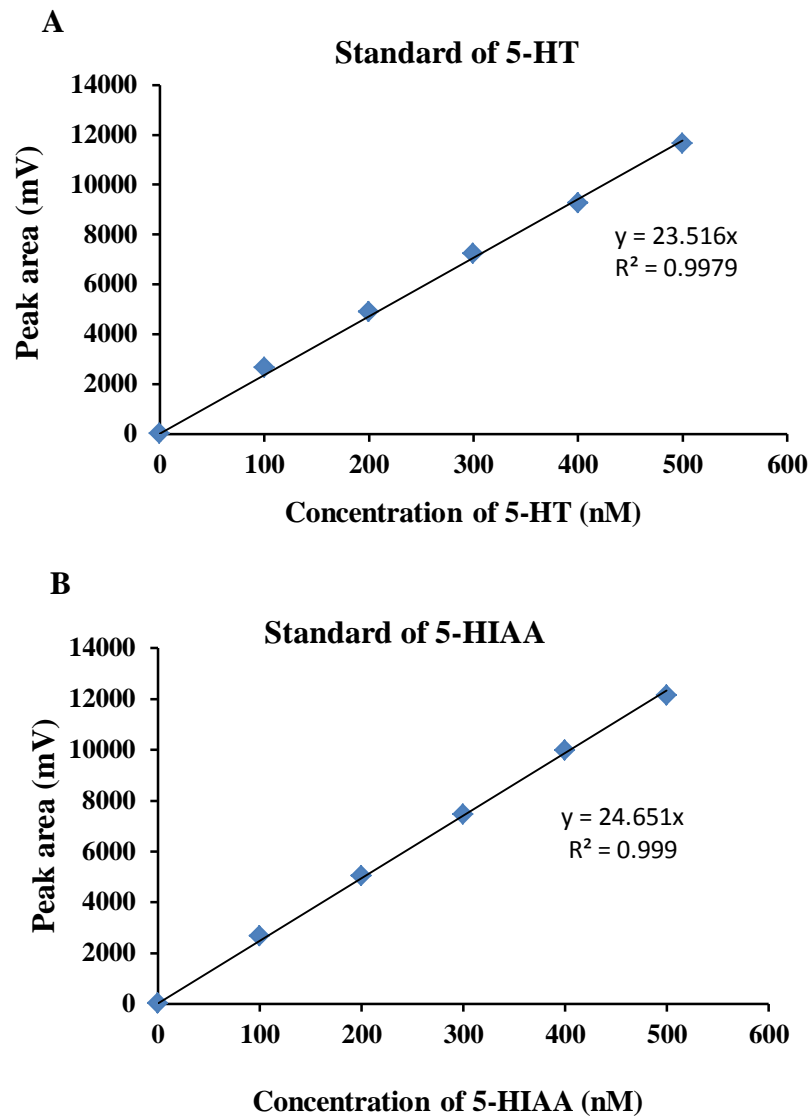 A
Standard of 5-HT
14000
12000
10000
8000
6000
4000
2000
0
Peak area (mV)
y = 23.516x
R² = 0.9979
0 100 200 300 400 500 600
Concentration of 5-HT (nM)
B
Standard of 5-HIAA
14000
12000
10000
8000
6000
4000
2000
0
Peak area (mV)
y = 24.651x
R² = 0.999
0 100 200 300 400 500 600
Concentration of 5-HIAA (nM)